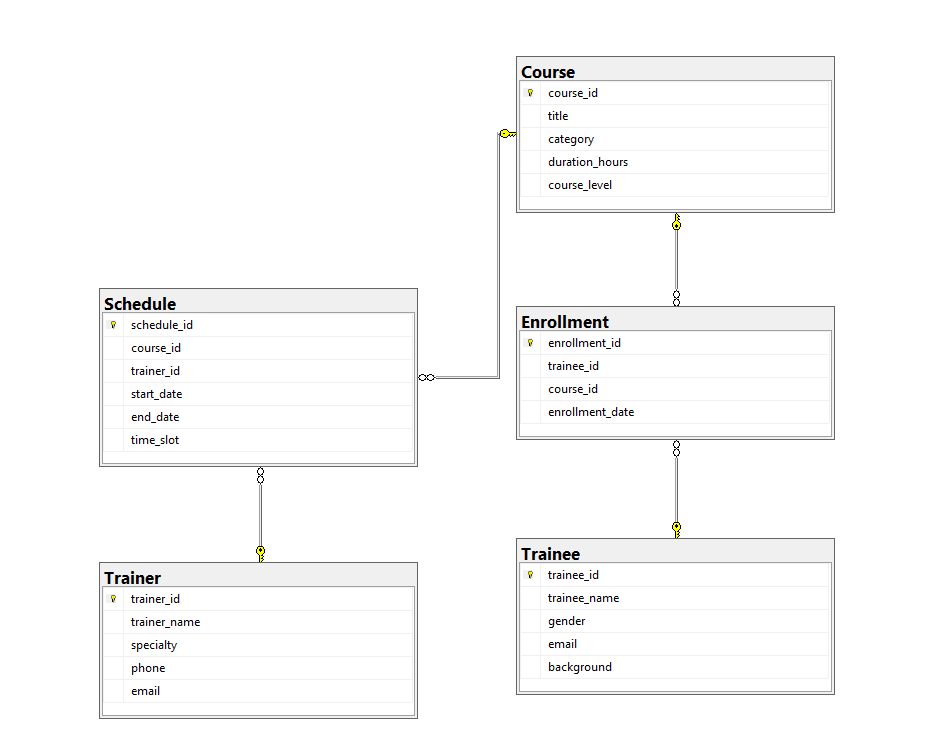 Course
course_id
title
category
duration_hours
course_level
Schedule
schedule_id
course_id
trainer_id
start_date
end_date
time_slot
Enrollment
enrollment_id
trainee_id
course_id
enrollment_date
Trainer
trainer_id
trainer_name
specialty
phone
email
Trainee
trainee_id
trainee_name
gender
email
background